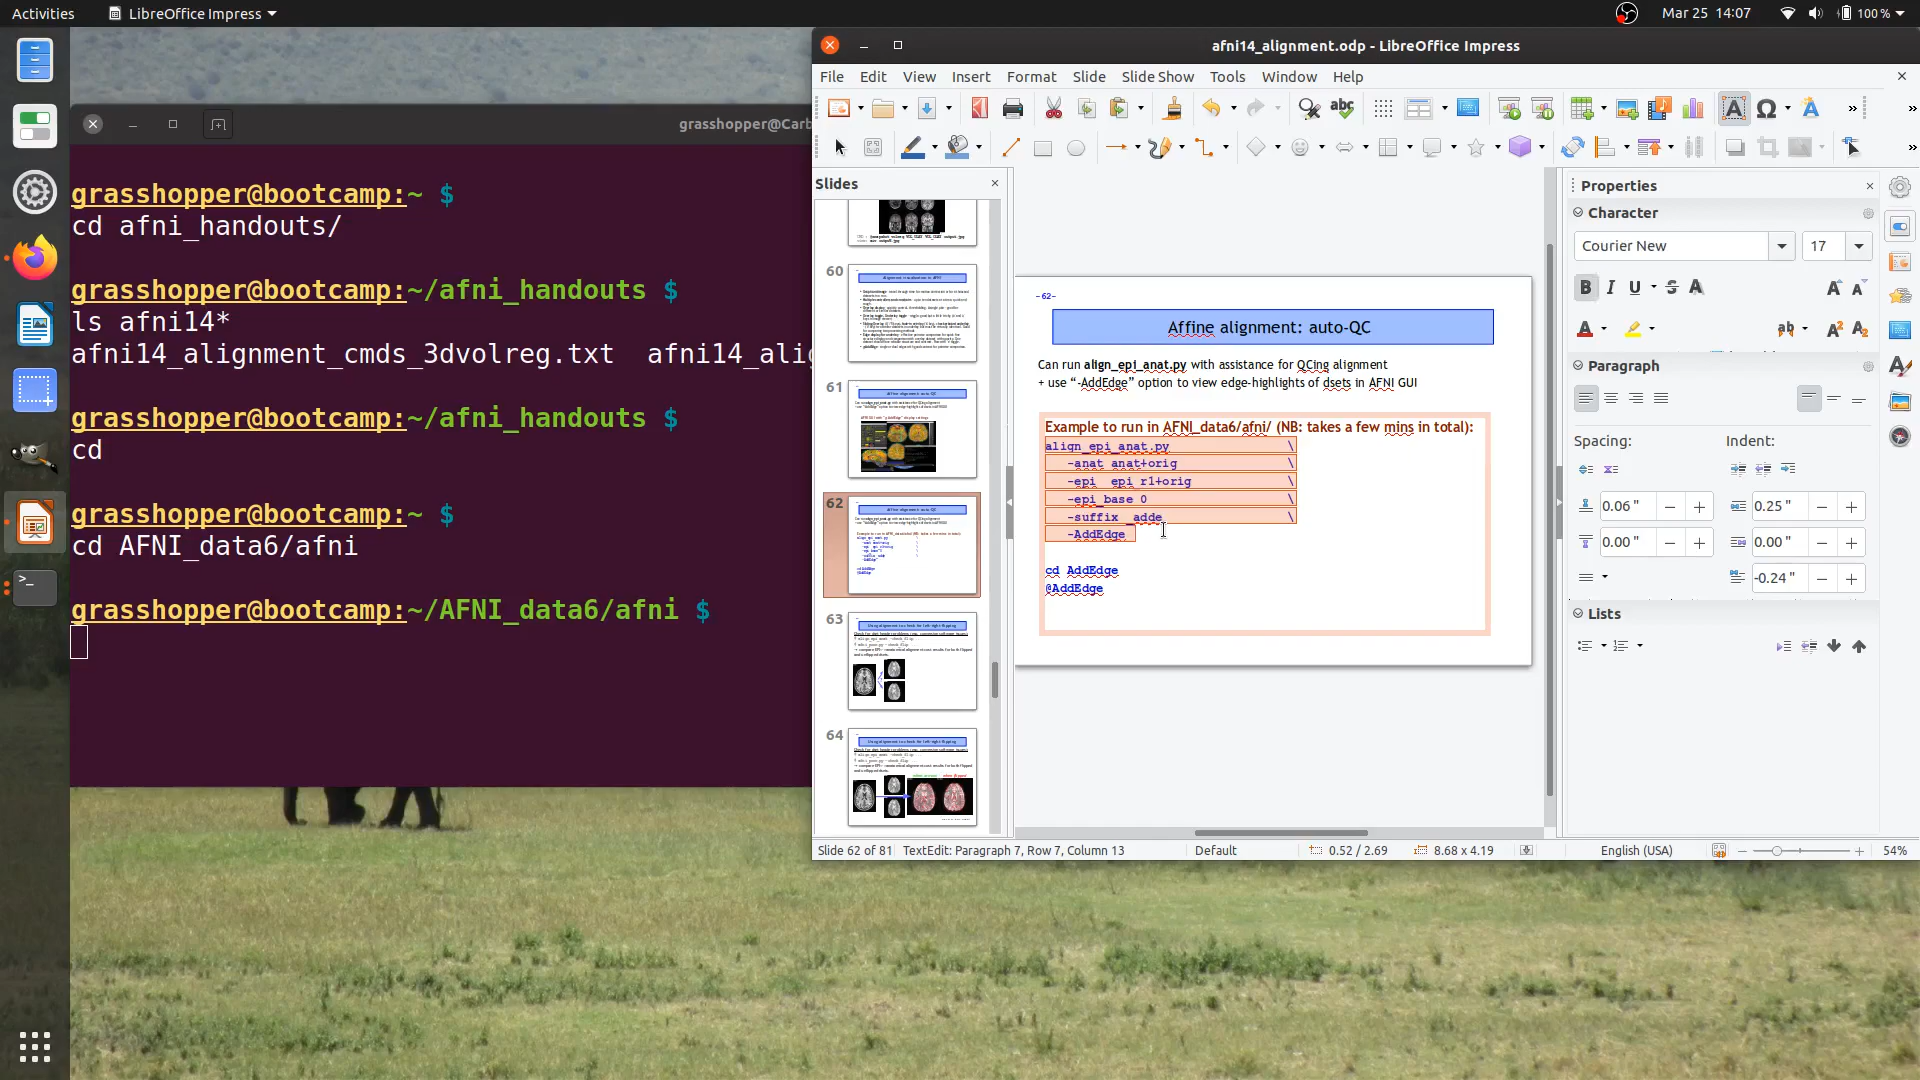 Activities LibreOffice Impress Mar 25 14:07 100 %
grasshopper@Carb
grasshopper@bootcamp:~ $
cd afni_handouts/
grasshopper@bootcamp:~/afni_handouts $
ls afni14*
afni14_alignment_cmds_3dvolreg.txt afni14_alig
grasshopper@bootcamp:~/afni_handouts $
cd
grasshopper@bootcamp:~ $
cd AFNI_data6/afni
grasshopper@bootcamp:~/AFNI_data6/afni $
afni14_alignment.odp - LibreOffice Impress
File Edit View Insert Format Slide Slide Show Tools Window Help
Slides
60
61
62
63
64
-62-
Affine alignment: auto-QC
Can run align_epi_anat.py with assistance for QCing alignment
+ use “-AddEdge” option to view edge-highlights of dsets in AFNI GUI
Example to run in AFNI_data6/afni/ (NB: takes a few mins in total):
align_epi_anat.py \
-anat anat+orig \
-epi epi_r1+orig \
-epi_base 0 \
-suffix _adde \
-AddEdge
cd AddEdge
@AddEdge
Properties
Character
Courier New 17
Paragraph
Spacing: Indent:
0.06 " 0.25 "
0.00 " 0.00 "
-0.24 "
Lists
Slide 62 of 81 TextEdit: Paragraph 7, Row 7, Column 13 Default 0.52 / 2.69 8.68 x 4.19 English (USA) 54%